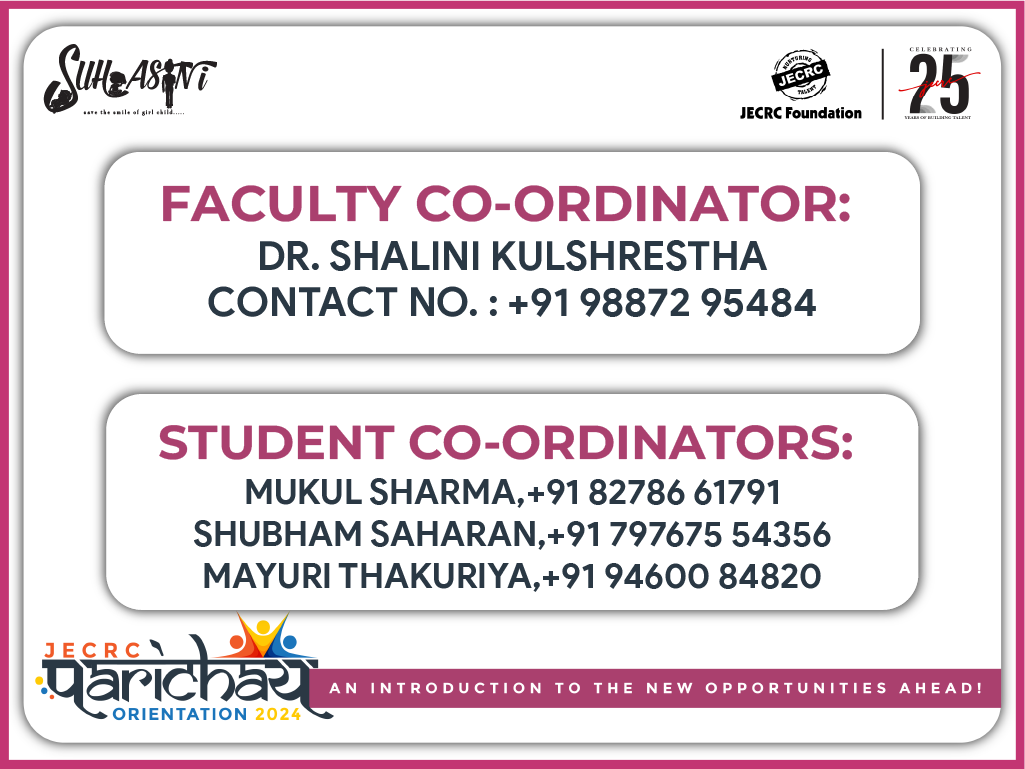 SUHASINI
save the smile of girl child.....
NURTURING
JECRC
TALENT
JECRC Foundation
CELEBRATING
25
years
YEARS OF BUILDING TALENT
FACULTY CO-ORDINATOR:
DR. SHALINI KULSHRESTHA
CONTACT NO. : +91 98872 95484
STUDENT CO-ORDINATORS:
MUKUL SHARMA,+91 82786 61791
SHUBHAM SAHARAN,+91 797675 54356
MAYURI THAKURIYA,+91 94600 84820
JECRC
parichay
ORIENTATION 2024
AN INTRODUCTION TO THE NEW OPPORTUNITIES AHEAD!